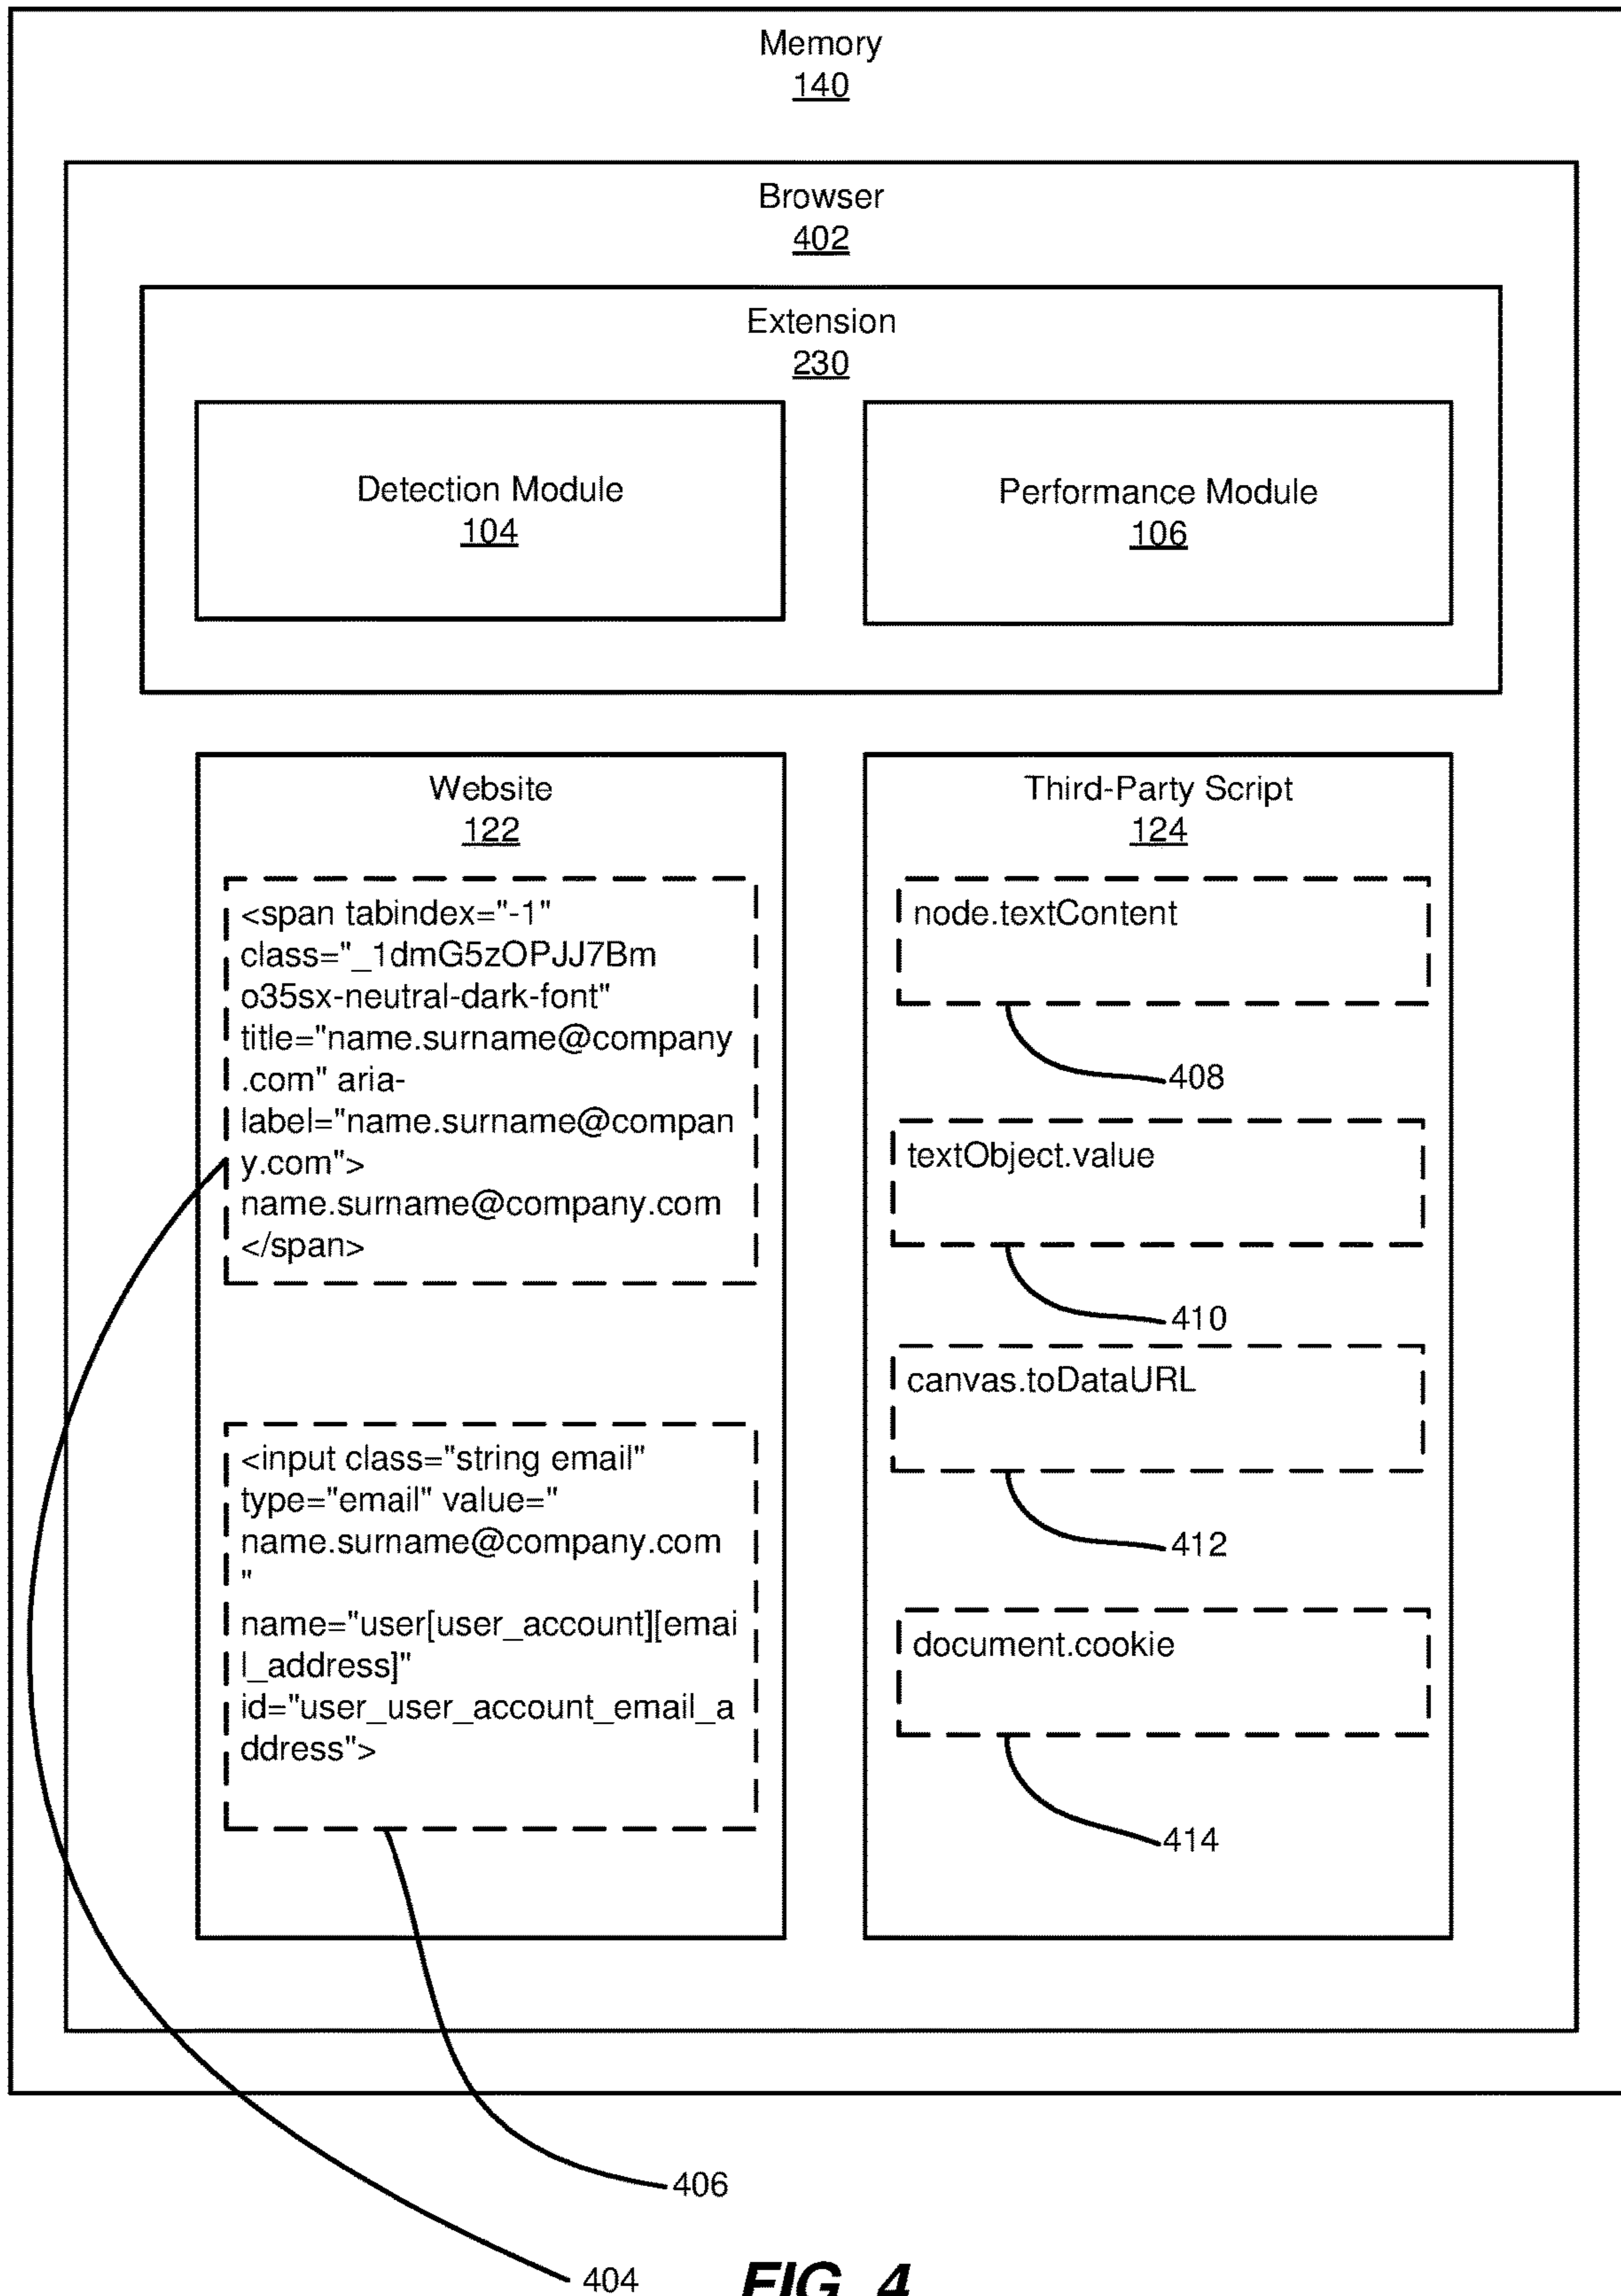 Memory
140
Browser
402
Extension
230
Detection Module
104
Performance Module
106
Website
122
<span tabindex="-1"
class="_1dmG5zOPJJ7Bm
o35sx-neutral-dark-font"
title="name.surname@company
.com" aria-
label="name.surname@compan
y.com">
name.surname@company.com
</span>
<input class="string email"
type="email" value="
name.surname@company.com
"
name="user[user_account][emai
l_address]"
id="user_user_account_email_a
ddress">
Third-Party Script
124
node.textContent
408
textObject.value
410
canvas.toDataURL
412
document.cookie
414
406
404
FIG. 4